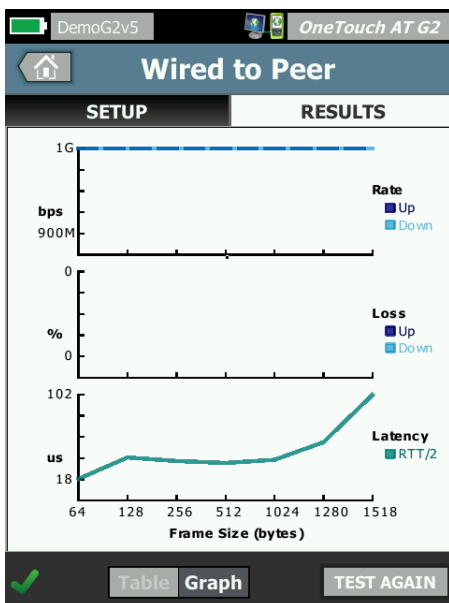 DemoG2v5
OneTouch AT G2
Wired to Peer
SETUP
RESULTS
1G
bps
900M
Rate
Up
Down
0
%
0
Loss
Up
Down
102
us
18
Latency
RTT/2
64 128 256 512 1024 1280 1518
Frame Size (bytes)
Table Graph
TEST AGAIN